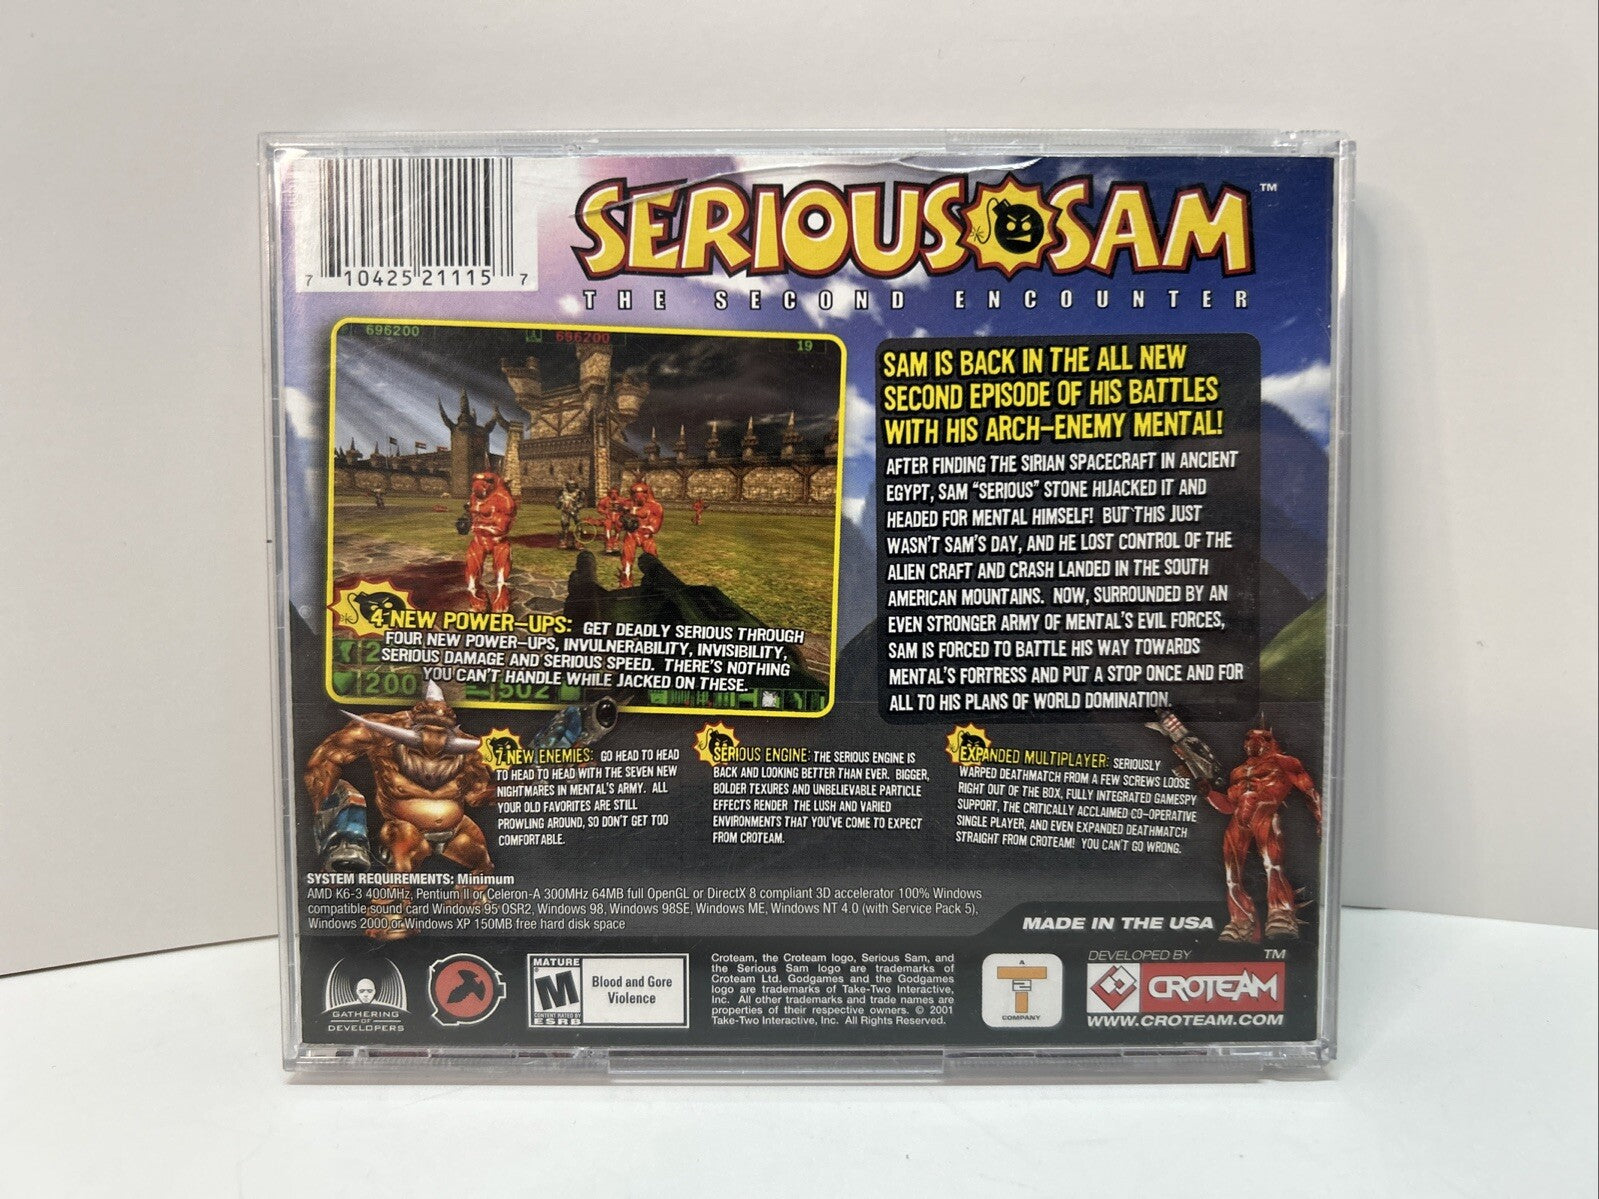 7 10425 21115 7
SERIOUS SAM ™
THE SECOND ENCOUNTER
696200
696200
19
4 NEW POWER-UPS: GET DEADLY SERIOUS THROUGH
FOUR NEW POWER-UPS, INVULNERABILITY, INVISIBILITY,
SERIOUS DAMAGE AND SERIOUS SPEED. THERE'S NOTHING
YOU CAN'T HANDLE WHILE JACKED ON THESE.
200
502
SAM IS BACK IN THE ALL NEW
SECOND EPISODE OF HIS BATTLES
WITH HIS ARCH-ENEMY MENTAL!
AFTER FINDING THE SIRIAN SPACECRAFT IN ANCIENT
EGYPT, SAM "SERIOUS" STONE HIJACKED IT AND
HEADED FOR MENTAL HIMSELF! BUT THIS JUST
WASN'T SAM'S DAY, AND HE LOST CONTROL OF THE
ALIEN CRAFT AND CRASH LANDED IN THE SOUTH
AMERICAN MOUNTAINS. NOW, SURROUNDED BY AN
EVEN STRONGER ARMY OF MENTAL'S EVIL FORCES,
SAM IS FORCED TO BATTLE HIS WAY TOWARDS
MENTAL'S FORTRESS AND PUT A STOP ONCE AND FOR
ALL TO HIS PLANS OF WORLD DOMINATION.
7 NEW ENEMIES: GO HEAD TO HEAD
TO HEAD TO HEAD WITH THE SEVEN NEW
NIGHTMARES IN MENTAL'S ARMY. ALL
YOUR OLD FAVORITES ARE STILL
PROWLING AROUND, SO DON'T GET TOO
COMFORTABLE.
SERIOUS ENGINE: THE SERIOUS ENGINE IS
BACK AND LOOKING BETTER THAN EVER. BIGGER,
BOLDER TEXURES AND UNBELIEVABLE PARTICLE
EFFECTS RENDER THE LUSH AND VARIED
ENVIRONMENTS THAT YOU'VE COME TO EXPECT
FROM CROTEAM.
EXPANDED MULTIPLAYER: SERIOUSLY
WARPED DEATHMATCH FROM A FEW SCREWS LOOSE
RIGHT OUT OF THE BOX, FULLY INTEGRATED GAMESPY
SUPPORT, THE CRITICALLY ACCLAIMED CO-OPERATIVE
SINGLE PLAYER, AND EVEN EXPANDED DEATHMATCH
STRAIGHT FROM CROTEAM! YOU CAN'T GO WRONG.
SYSTEM REQUIREMENTS: Minimum
AMD K6-3 400MHz, Pentium II or Celeron-A 300MHz 64MB full OpenGL or DirectX 8 compliant 3D accelerator 100% Windows
compatible sound card Windows 95 OSR2, Windows 98, Windows 98SE, Windows ME, Windows NT 4.0 (with Service Pack 5),
Windows 2000 or Windows XP 150MB free hard disk space
MADE IN THE USA
GATHERING
OF
DEVELOPERS
MATURE
M
CONTENT RATED BY
ESRB
Blood and Gore
Violence
Croteam, the Croteam logo, Serious Sam, and
the Serious Sam logo are trademarks of
Croteam Ltd. Godgames and the Godgames
logo are trademarks of Take-Two Interactive,
Inc. All other trademarks and trade names are
properties of their respective owners. © 2001
Take-Two Interactive, Inc. All Rights Reserved.
A
T2
COMPANY
DEVELOPED BY
TM
CROTEAM
WWW.CROTEAM.COM